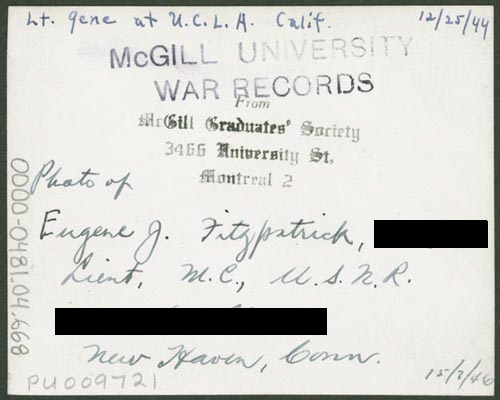 Lt. Gene at U.C.L.A. Calif.
12/25/44
McGILL UNIVERSITY
WAR RECORDS
From
McGill Graduates' Society
3466 University St,
Montreal 2
Photo of
Eugene J. Fitzpatrick,
Lieut, M.C., U.S.N.R.
New Haven, Conn.
15/2/46
PU009721
0000-0481.04.668